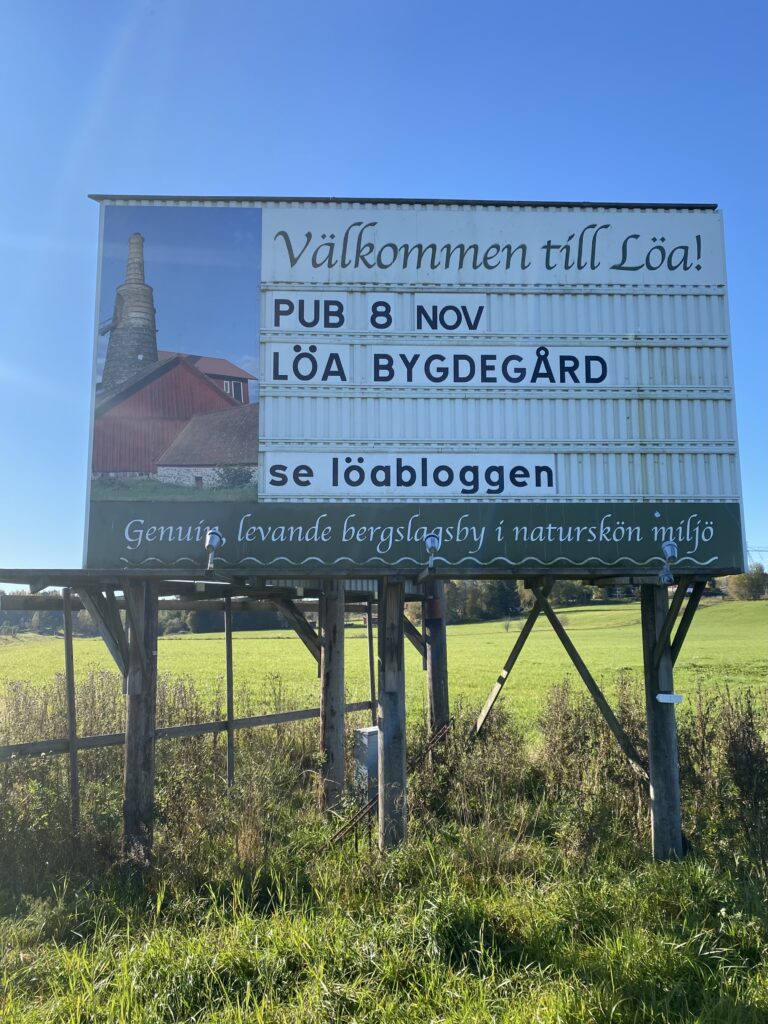 Välkommen till Löa!
PUB 8 NOV
LÖA BYGDEGÅRD
se löabloggen
Genuin, levande bergslagsby i naturskön miljö